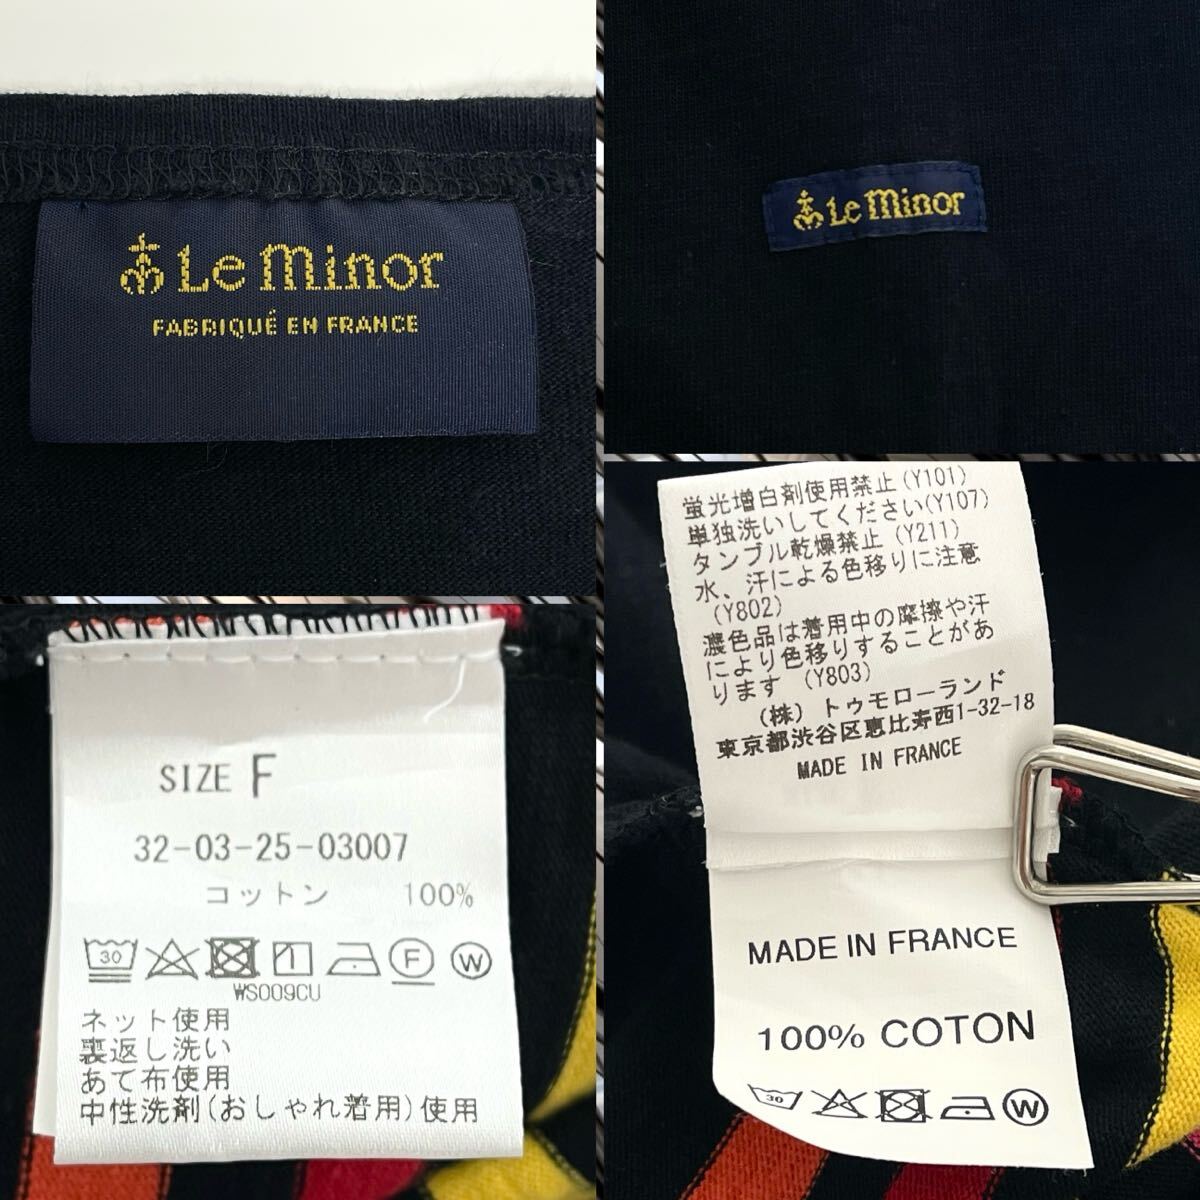 Le Minor
FABRIQUÉ EN FRANCE
Le Minor
SIZE F
32-03-25-03007
コットン 100%
30
F
W
WS009CU
ネット使用
裏返し洗い
あて布使用
中性洗剤(おしゃれ着用)使用
蛍光増白剤使用禁止(Y101)
単独洗いしてください(Y107)
タンブル乾燥禁止(Y211)
水、汗による色移りに注意
(Y802)
濃色品は着用中の摩擦や汗
により色移りすることがあ
ります (Y803)
(株)トゥモローランド
東京都渋谷区恵比寿西1-32-18
MADE IN FRANCE
MADE IN FRANCE
100% COTON
30
W